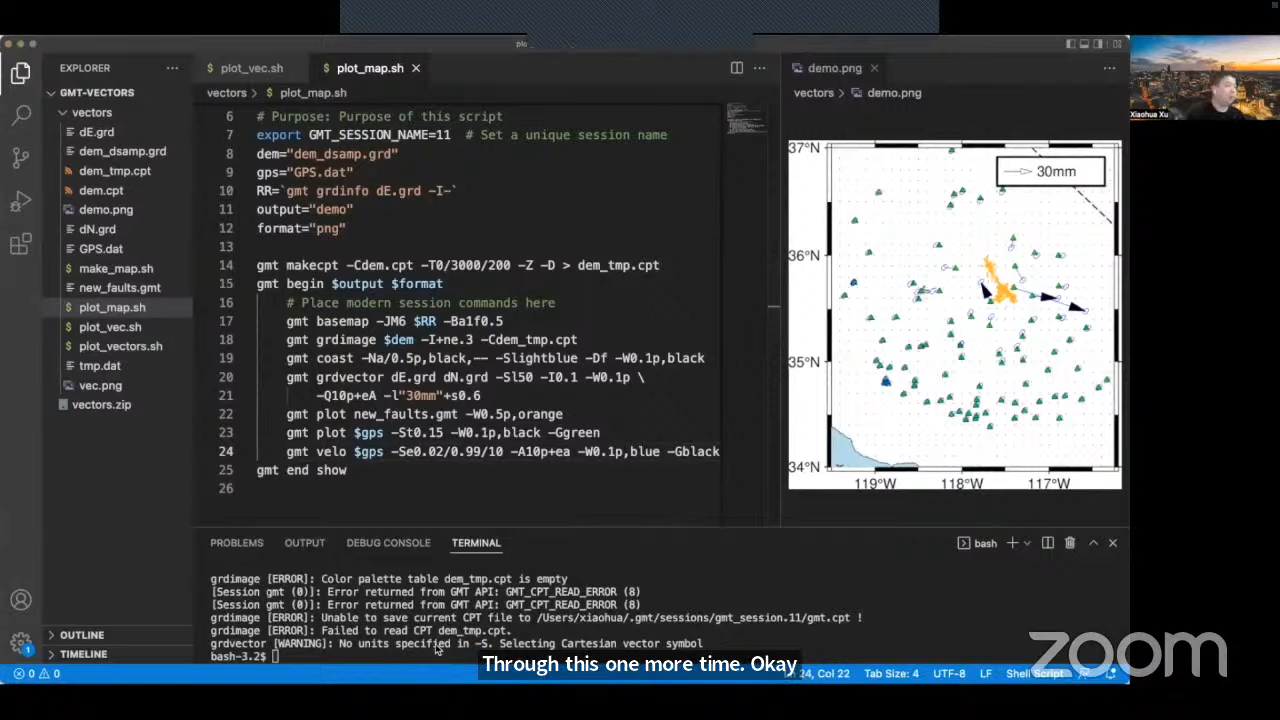 EXPLORER
GMT-VECTORS
vectors
dE.grd
dem_dsamp.grd
dem_tmp.cpt
dem.cpt
demo.png
dN.grd
GPS.dat
make_map.sh
new_faults.gmt
plot_map.sh
plot_vec.sh
plot_vectors.sh
tmp.dat
vec.png
vectors.zip
OUTLINE
TIMELINE
plot_vec.sh
plot_map.sh
vectors > plot_map.sh
6 # Purpose: Purpose of this script
7 export GMT_SESSION_NAME=11 # Set a unique session name
8 dem="dem_dsamp.grd"
9 gps="GPS.dat"
10 RR=`gmt grdinfo dE.grd -I-`
11 output="demo"
12 format="png"
13
14 gmt makecpt -Cdem.cpt -T0/3000/200 -Z -D > dem_tmp.cpt
15 gmt begin $output $format
16 # Place modern session commands here
17 gmt basemap -JM6 $RR -Ba1f0.5
18 gmt grdimage $dem -I+ne.3 -Cdem_tmp.cpt
19 gmt coast -Na/0.5p,black,-- -Slightblue -Df -W0.1p,black
20 gmt grdvector dE.grd dN.grd -Sl50 -I0.1 -W0.1p \
21 -Q10p+eA -l"30mm"+s0.6
22 gmt plot new_faults.gmt -W0.5p,orange
23 gmt plot $gps -St0.15 -W0.1p,black -Ggreen
24 gmt velo $gps -Se0.02/0.99/10 -A10p+ea -W0.1p,blue -Gblack
25 gmt end show
26
demo.png
vectors > demo.png
37°N
30mm
36°N
35°N
34°N
119°W 118°W 117°W
Xiaohua Xu
PROBLEMS OUTPUT DEBUG CONSOLE TERMINAL
bash
grdimage [ERROR]: Color palette table dem_tmp.cpt is empty
[Session gmt (0)]: Error returned from GMT API: GMT_CPT_READ_ERROR (8)
[Session gmt (0)]: Error returned from GMT API: GMT_CPT_READ_ERROR (8)
grdimage [ERROR]: Unable to save current CPT file to /Users/xiaohua/.gmt/sessions/gmt_session.11/gmt.cpt !
grdimage [ERROR]: Failed to read CPT dem_tmp.cpt.
grdvector [WARNING]: No units specified in -S. Selecting Cartesian vector symbol
bash-3.2$
Through this one more time. Okay
zoom
1
0 0
24, Col 22 Tab Size: 4 UTF-8 LF Shell Script